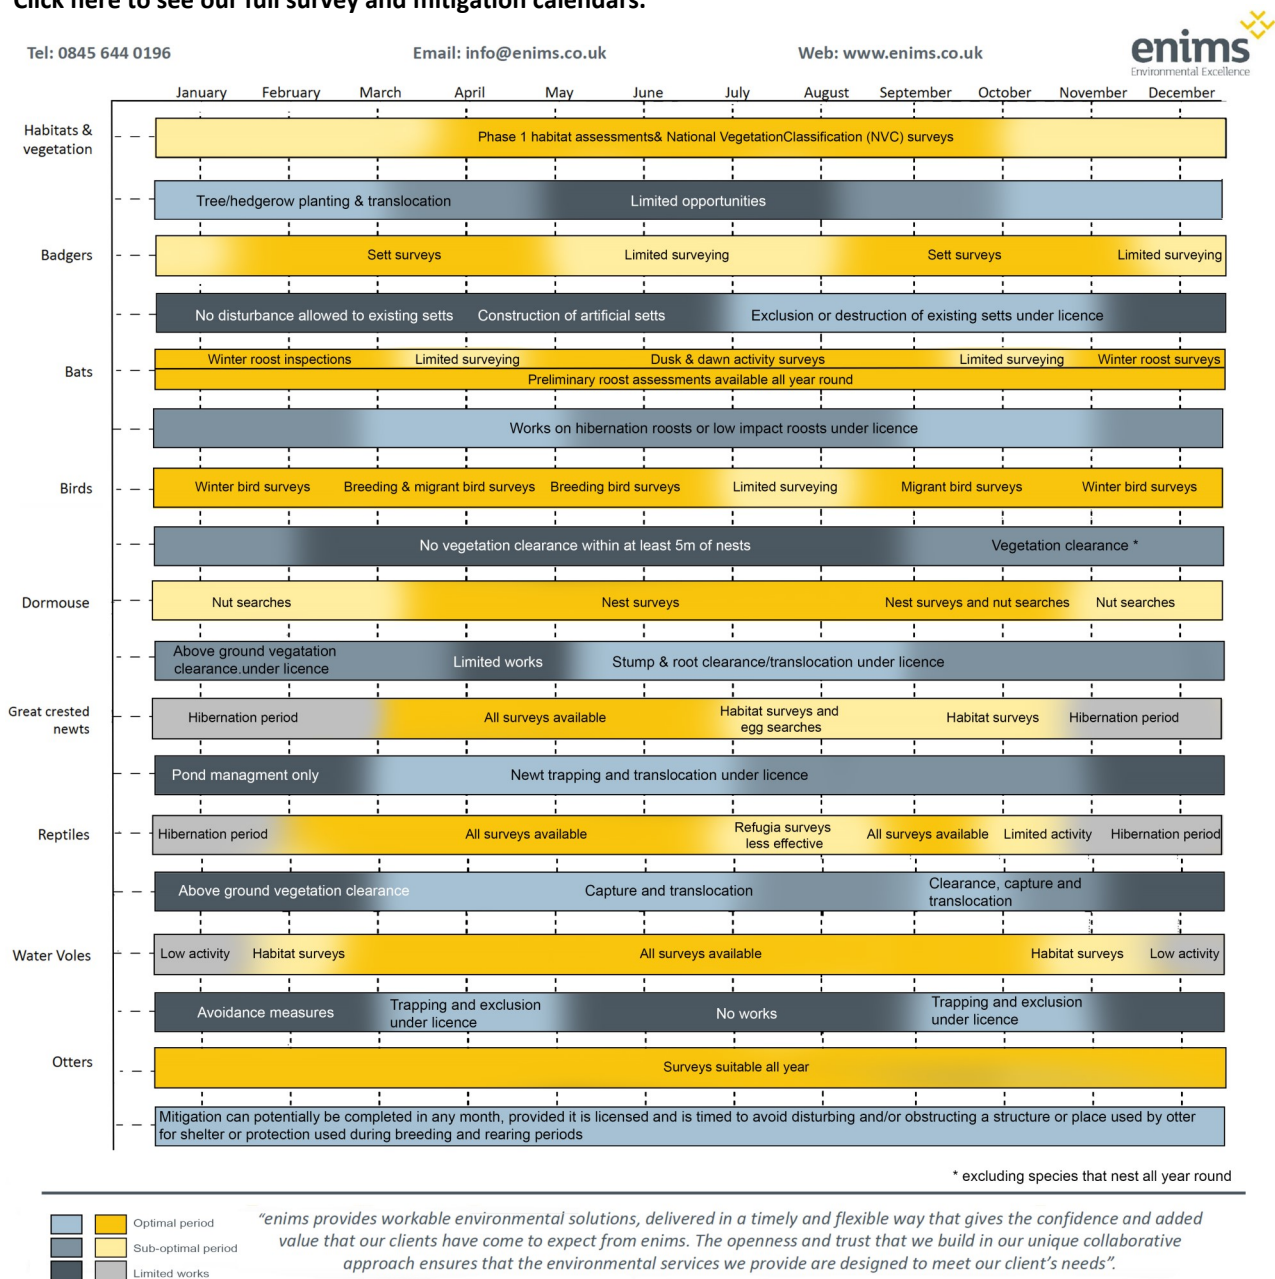 Click here to see our full survey and mitigation calendars.
Tel: 0845 644 0196 Email: info@enims.co.uk Web: www.enims.co.uk
enims
Environmental Excellence
January February March April May June July August September October November December
Habitats &
vegetation
Phase 1 habitat assessments& National VegetationClassification (NVC) surveys
Tree/hedgerow planting & translocation Limited opportunities
Badgers Sett surveys Limited surveying Sett surveys Limited surveying
No disturbance allowed to existing setts Construction of artificial setts Exclusion or destruction of existing setts under licence
Bats
Winter roost inspections Limited surveying Dusk & dawn activity surveys Limited surveying Winter roost surveys
Preliminary roost assessments available all year round
Works on hibernation roosts or low impact roosts under licence
Birds Winter bird surveys Breeding & migrant bird surveys Breeding bird surveys Limited surveying Migrant bird surveys Winter bird surveys
No vegetation clearance within at least 5m of nests Vegetation clearance *
Dormouse Nut searches Nest surveys Nest surveys and nut searches Nut searches
Above ground vegatation
clearance.under licence
Limited works Stump & root clearance/translocation under licence
Great crested
newts
Hibernation period All surveys available
Habitat surveys and
egg searches
Habitat surveys Hibernation period
Pond managment only Newt trapping and translocation under licence
Reptiles Hibernation period All surveys available
Refugia surveys
less effective
All surveys available Limited activity Hibernation period
Above ground vegetation clearance Capture and translocation
Clearance, capture and
translocation
Water Voles Low activity Habitat surveys All surveys available Habitat surveys Low activity
Avoidance measures
Trapping and exclusion
under licence
No works
Trapping and exclusion
under licence
Otters Surveys suitable all year
Mitigation can potentially be completed in any month, provided it is licensed and is timed to avoid disturbing and/or obstructing a structure or place used by otter
for shelter or protection used during breeding and rearing periods
* excluding species that nest all year round
Optimal period
Sub-optimal period
Limited works
"enims provides workable environmental solutions, delivered in a timely and flexible way that gives the confidence and added
value that our clients have come to expect from enims. The openness and trust that we build in our unique collaborative
approach ensures that the environmental services we provide are designed to meet our client's needs".